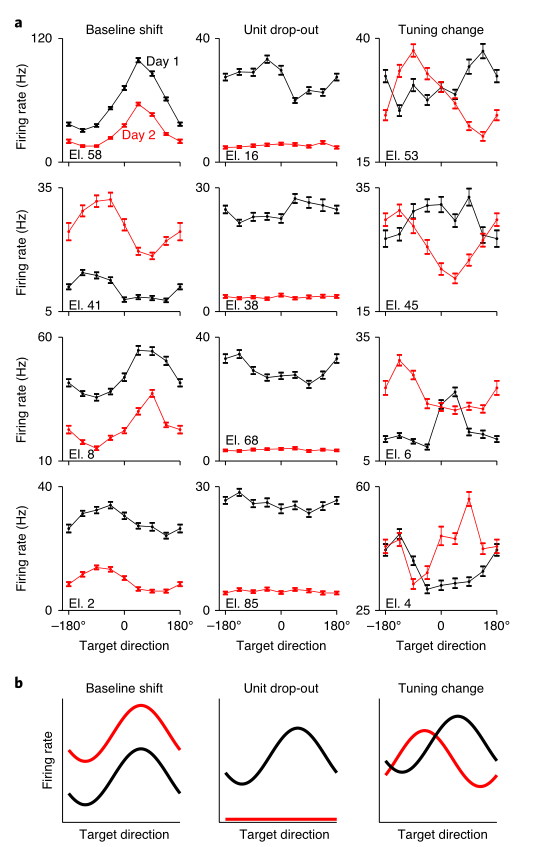 a
Baseline shift
Unit drop-out
Tuning change
120
0
Firing rate (Hz)
Day 1
Day 2
El. 58
40
0
El. 16
40
15
El. 53
35
5
Firing rate (Hz)
El. 41
30
0
El. 38
35
15
El. 45
60
10
Firing rate (Hz)
El. 8
40
0
El. 68
35
5
El. 6
40
0
Firing rate (Hz)
El. 2
30
0
El. 85
60
25
El. 4
−180° 0 180°
−180° 0 180°
−180° 0 180°
Target direction
Target direction
Target direction
b
Baseline shift
Unit drop-out
Tuning change
Firing rate
Target direction
Target direction
Target direction